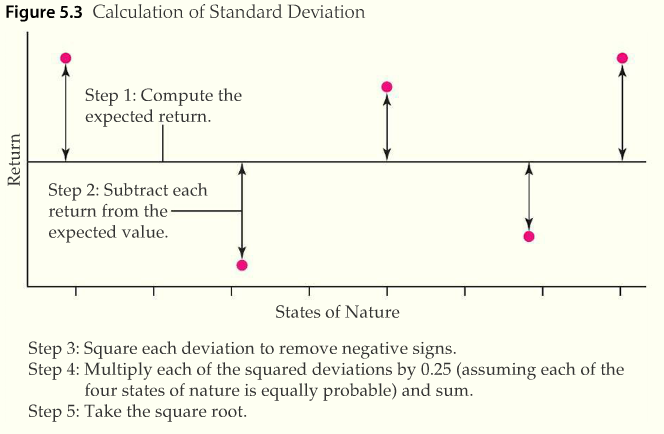 Figure 5.3 Calculation of Standard Deviation
Step 1: Compute the
expected return.
Return
Step 2: Subtract each
return from the
expected value.
States of Nature
Step 3: Square each deviation to remove negative signs.
Step 4: Multiply each of the squared deviations by 0.25 (assuming each of the
four states of nature is equally probable) and sum.
Step 5: Take the square root.